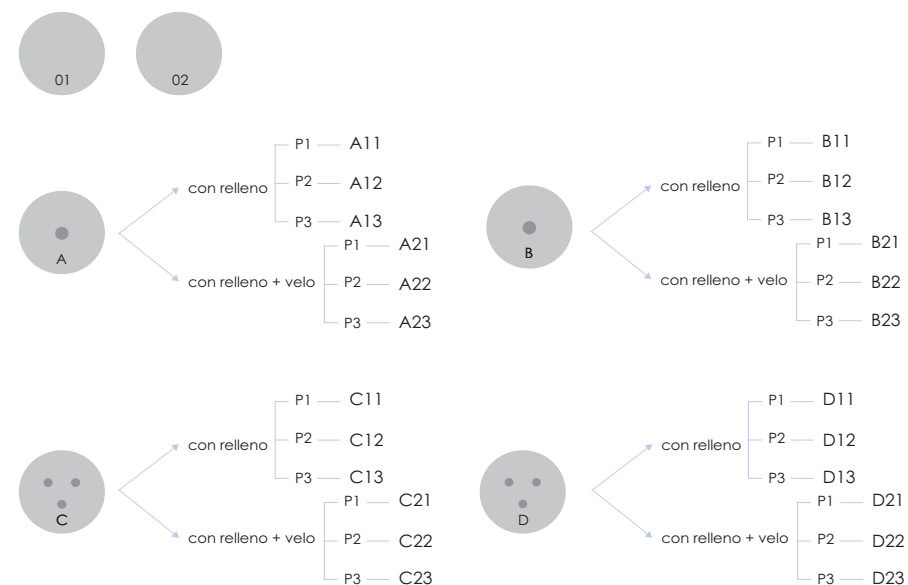 01 02
P1 A11
con relleno P2 A12
P3 A13
A
P1 A21
con relleno + velo P2 A22
P3 A23
P1 B11
con relleno P2 B12
P3 B13
B
P1 B21
con relleno + velo P2 B22
P3 B23
P1 C11
con relleno P2 C12
P3 C13
C
P1 C21
con relleno + velo P2 C22
P3 C23
P1 D11
con relleno P2 D12
P3 D13
D
P1 D21
con relleno + velo P2 D22
P3 D23